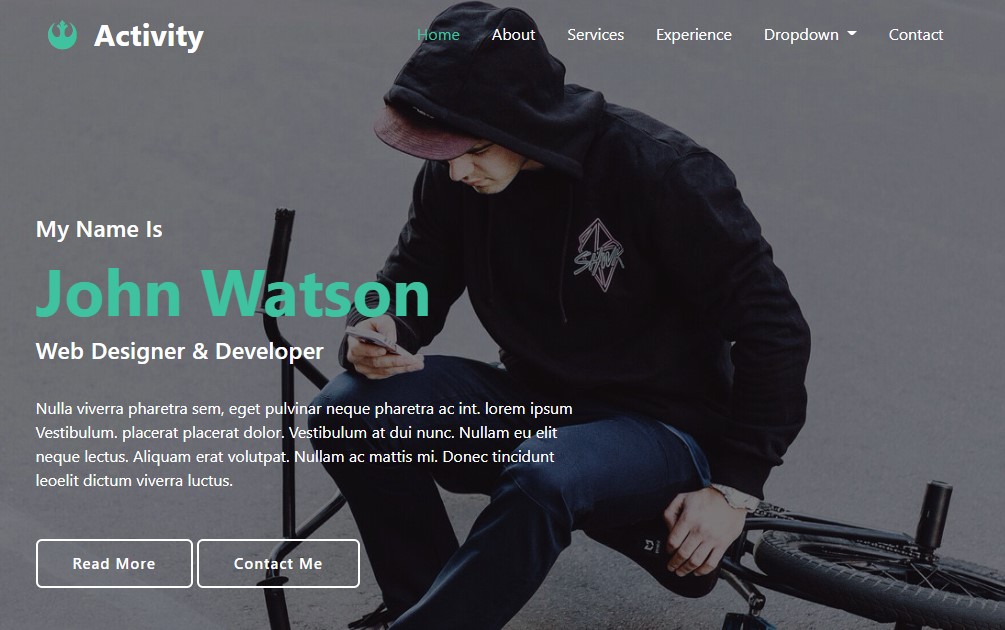 Activity
Home About Services Experience Dropdown Contact
My Name Is
John Watson
Web Designer & Developer
Nulla viverra pharetra sem, eget pulvinar neque pharetra ac int. lorem ipsum
Vestibulum. placerat placerat dolor. Vestibulum at dui nunc. Nullam eu elit
neque lectus. Aliquam erat volutpat. Nullam ac mattis mi. Donec tincidunt
leoelit dictum viverra luctus.
Read More Contact Me